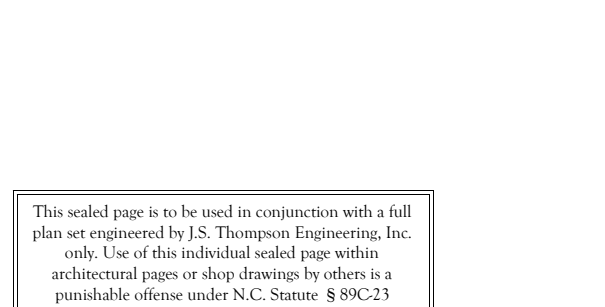 This sealed page is to be used in conjunction with a full
plan set engineered by J.S. Thompson Engineering, Inc.
only. Use of this individual sealed page within
architectural pages or shop drawings by others is a
punishable offense under N.C. Statute § 89C-23